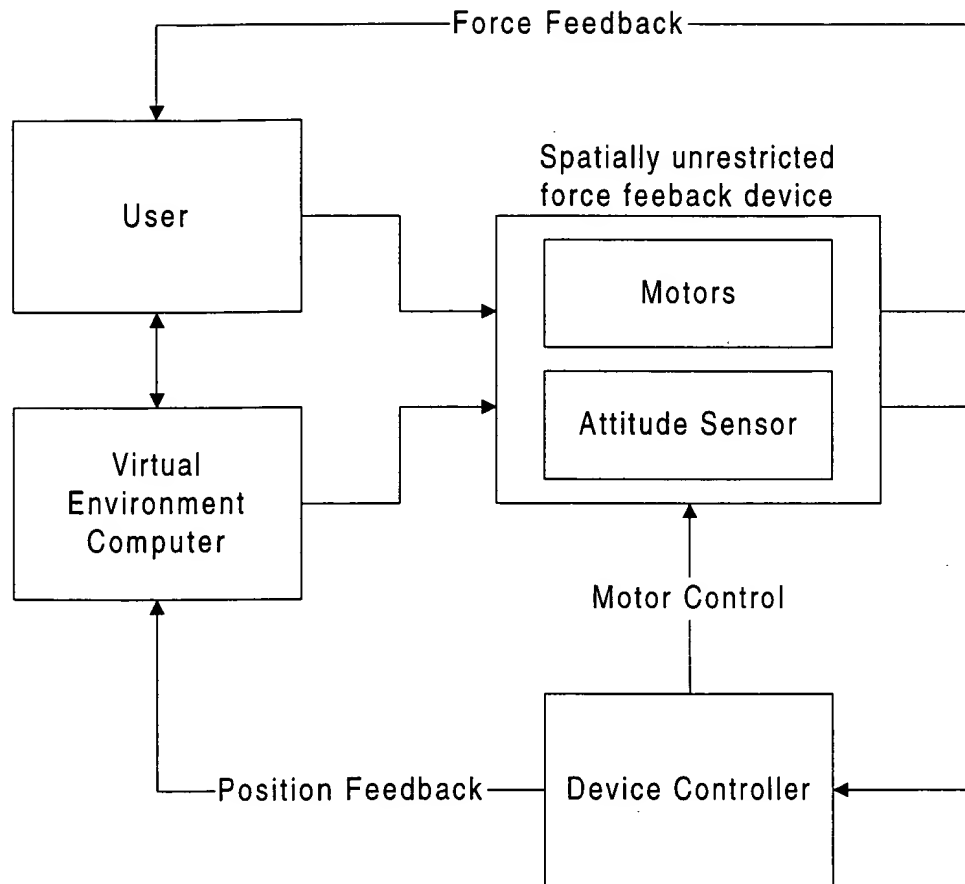 Force Feedback
User
Spatially unrestricted
force feeback device
Motors
Attitude Sensor
Virtual
Environment
Computer
Motor Control
Position Feedback
Device Controller